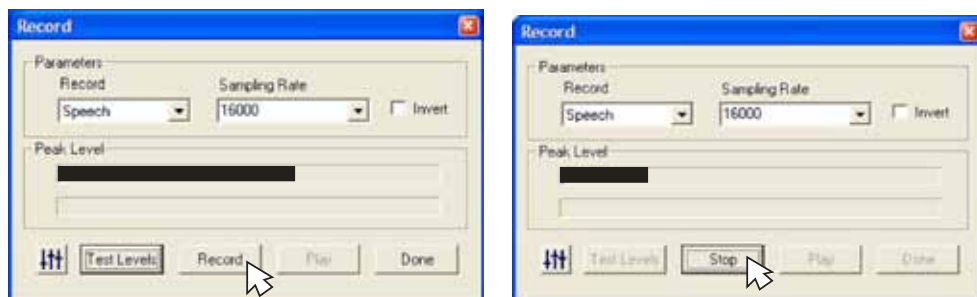 Record
Parameters
Record Sampling Rate
Speech 16000 Invert
Peak Level
Test Levels Record Play Done
Record
Parameters
Record Sampling Rate
Speech 16000 Invert
Peak Level
Test Levels Stop Play Done